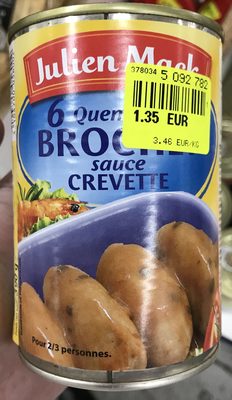 Julien Mack
378034 5 092 782
1.35 EUR
3.46 EUR/KG
6 Quen
BROCH
sauce
CREVETTE
Pour 2/3 personnes.